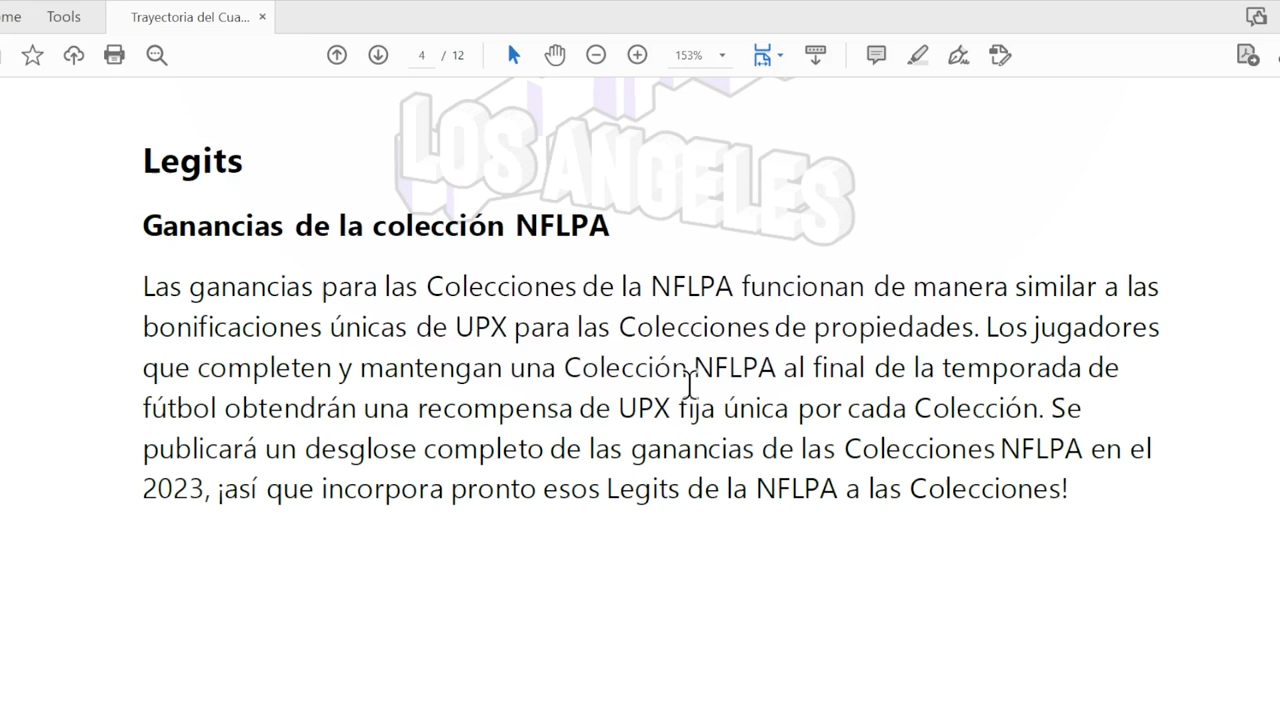 ome Tools Trayectoria del Cua... ×
4 / 12 153%
LOS ANGELES
Legits
Ganancias de la colección NFLPA
Las ganancias para las Colecciones de la NFLPA funcionan de manera similar a las
bonificaciones únicas de UPX para las Colecciones de propiedades. Los jugadores
que completen y mantengan una Colección NFLPA al final de la temporada de
fútbol obtendrán una recompensa de UPX fija única por cada Colección. Se
publicará un desglose completo de las ganancias de las Colecciones NFLPA en el
2023, ¡así que incorpora pronto esos Legits de la NFLPA a las Colecciones!